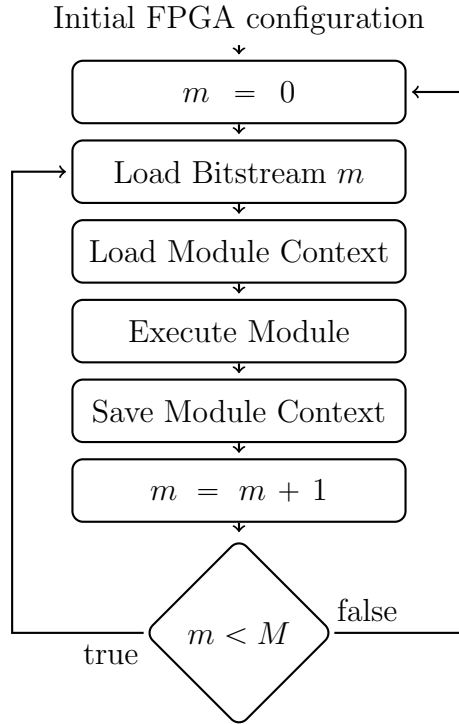 Initial FPGA configuration
m = 0
Load Bitstream m
Load Module Context
Execute Module
Save Module Context
m = m + 1
m < M
false
true